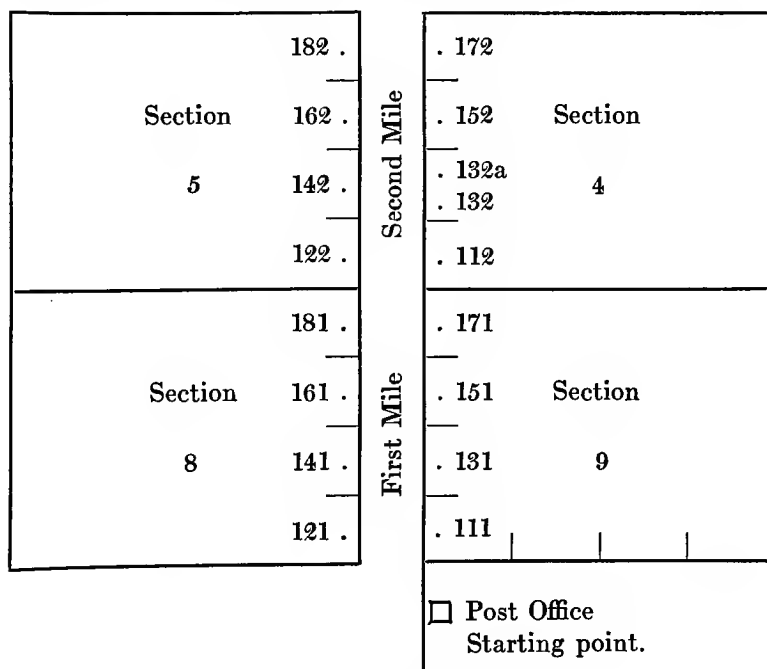 182 .
. 172
Section
162 .
Second Mile
. 152
Section
5
142 .
. 132a
. 132
4
122 .
. 112
181 .
. 171
Section
161 .
First Mile
. 151
Section
8
141 .
. 131
9
121 .
. 111
Post Office
Starting point.